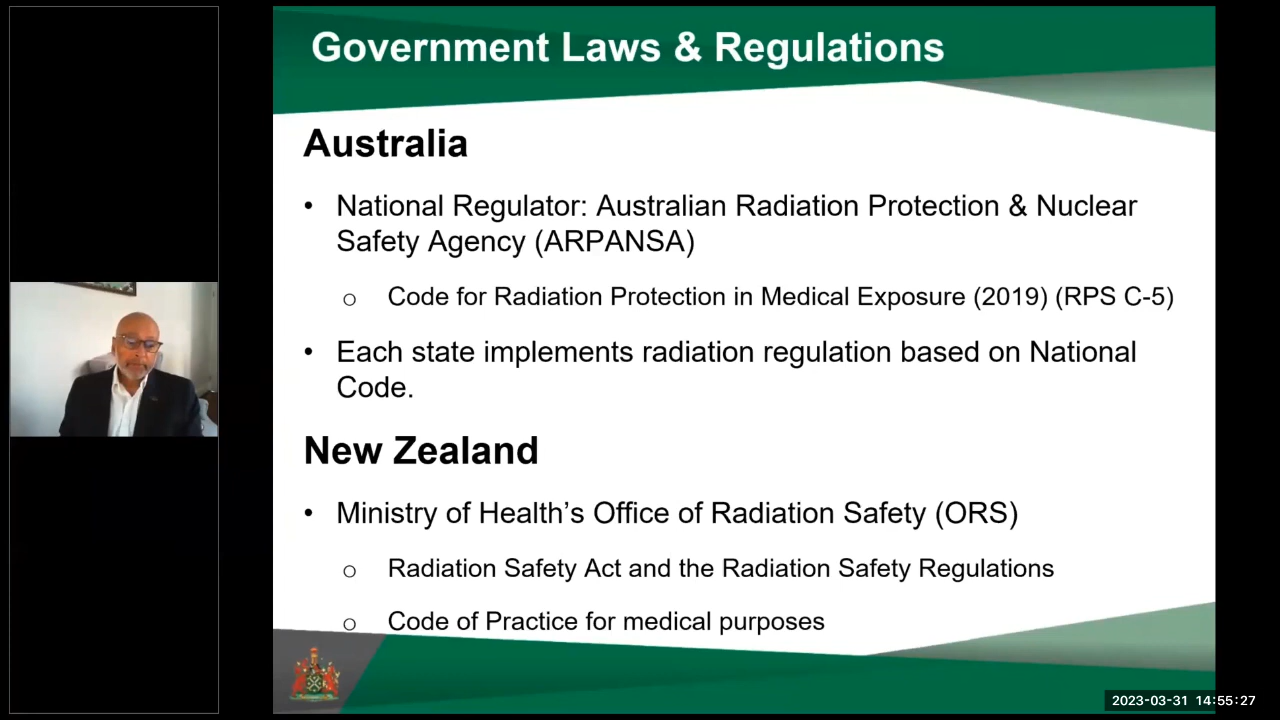 Government Laws & Regulations
Australia
• National Regulator: Australian Radiation Protection & Nuclear
Safety Agency (ARPANSA)
o Code for Radiation Protection in Medical Exposure (2019) (RPS C-5)
• Each state implements radiation regulation based on National
Code.
New Zealand
• Ministry of Health’s Office of Radiation Safety (ORS)
o Radiation Safety Act and the Radiation Safety Regulations
o Code of Practice for medical purposes
2023-03-31 14:55:27